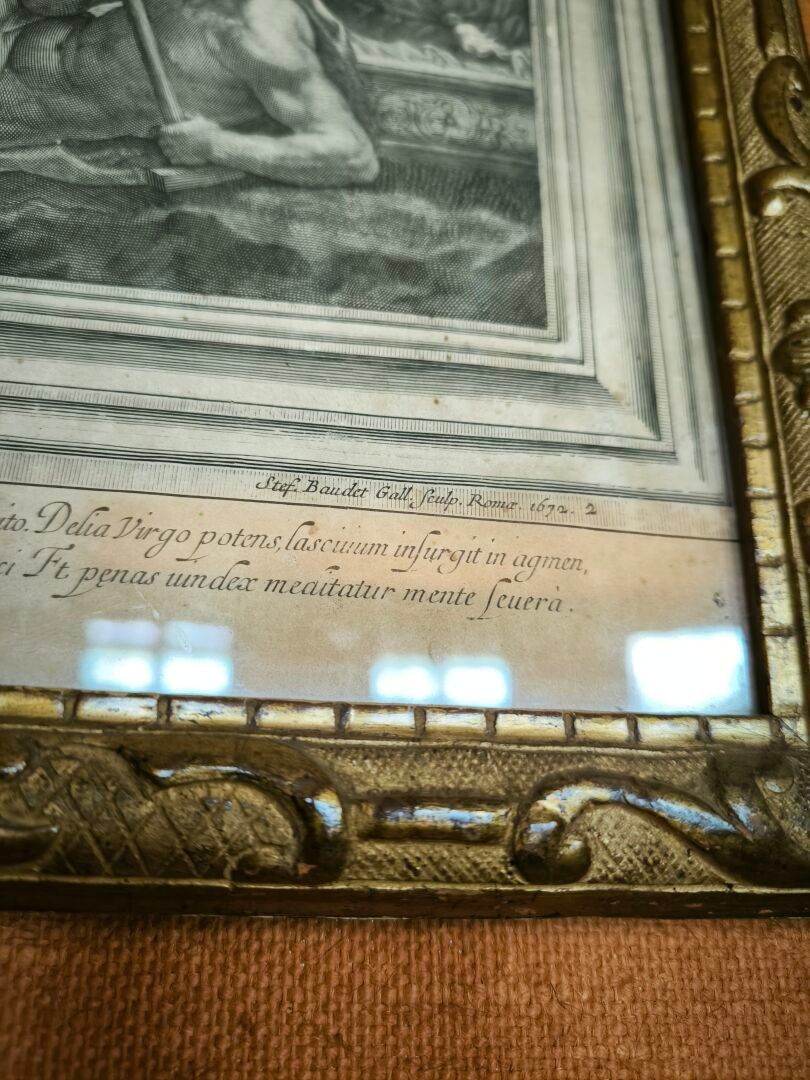 Stef. Baudet Gall. sculp. Romæ. 1672. 2
Delia Virgo potens, lasciuum insurgit in agmen,
Et penas uindex meditatur mente seuerà.